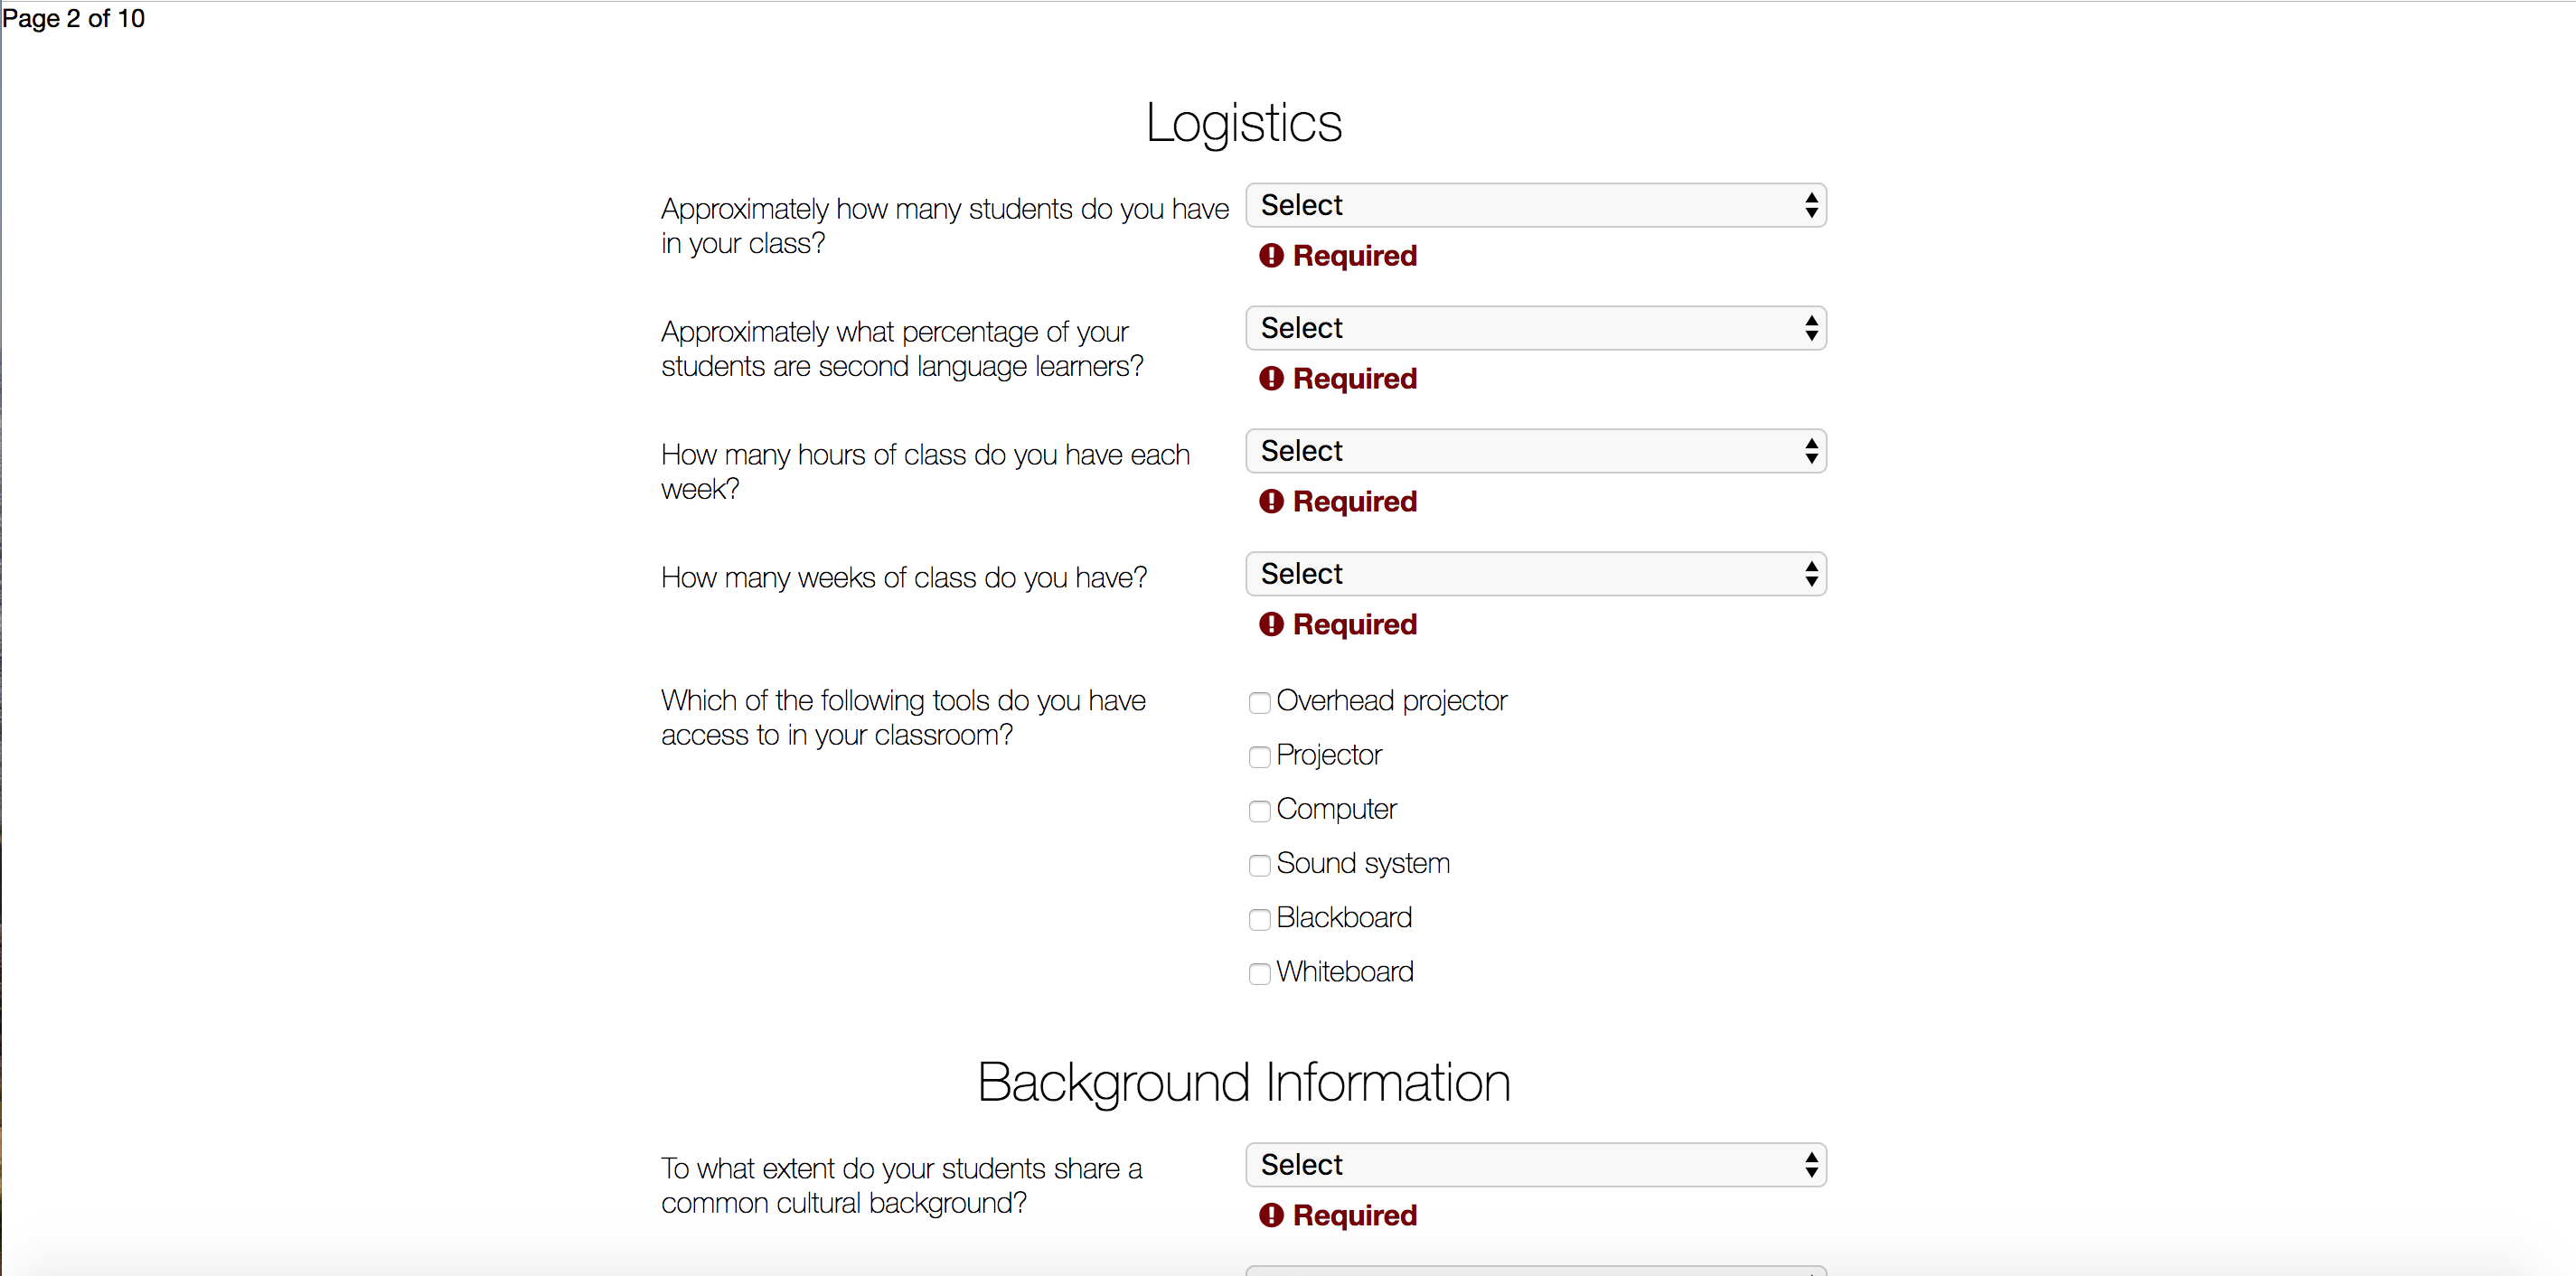 Page 2 of 10
Logistics
Approximately how many students do you have
in your class?
Select
Required
Approximately what percentage of your
students are second language learners?
Select
Required
How many hours of class do you have each
week?
Select
Required
How many weeks of class do you have?
Select
Required
Which of the following tools do you have
access to in your classroom?
Overhead projector
Projector
Computer
Sound system
Blackboard
Whiteboard
Background Information
To what extent do your students share a
common cultural background?
Select
Required